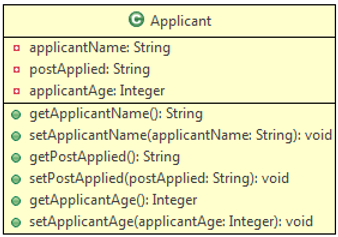 C Applicant
applicantName: String
postApplied: String
applicantAge: Integer
getApplicantName(): String
setApplicantName(applicantName: String): void
getPostApplied(): String
setPostApplied(postApplied: String): void
getApplicantAge(): Integer
setApplicantAge(applicantAge: Integer): void